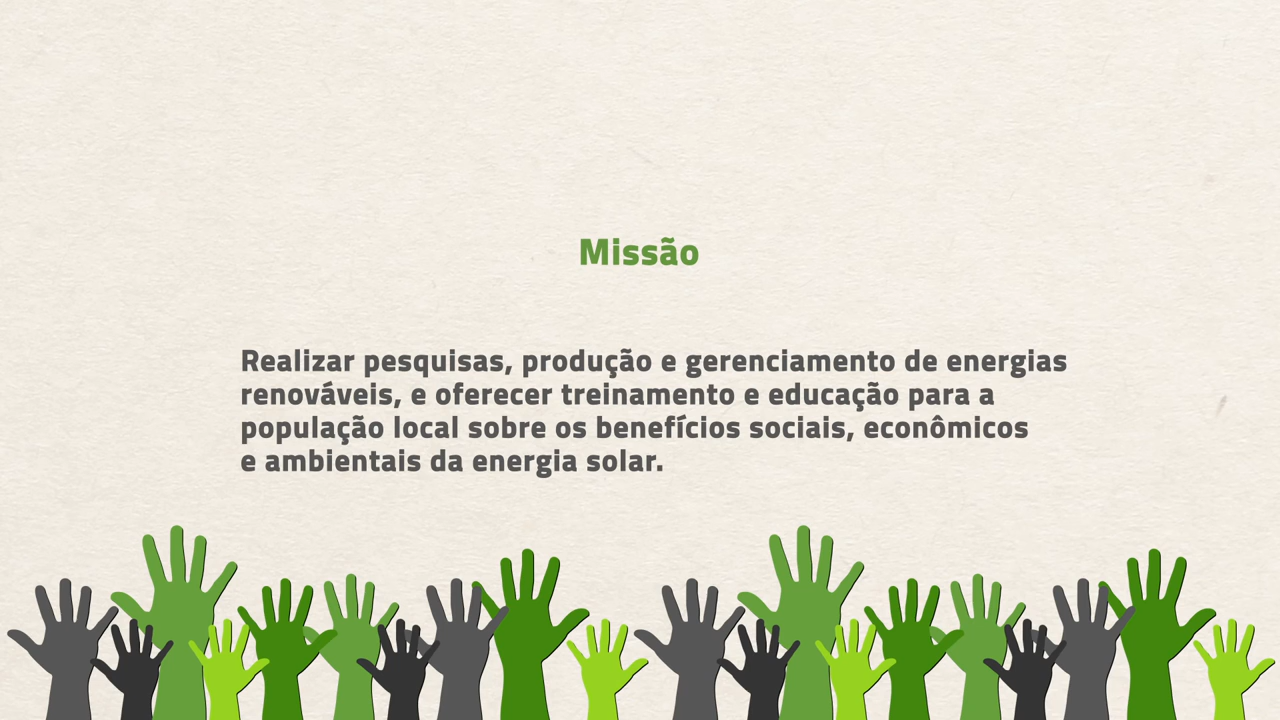 Missão
Realizar pesquisas, produção e gerenciamento de energias
renováveis, e oferecer treinamento e educação para a
população local sobre os benefícios sociais, econômicos
e ambientais da energia solar.